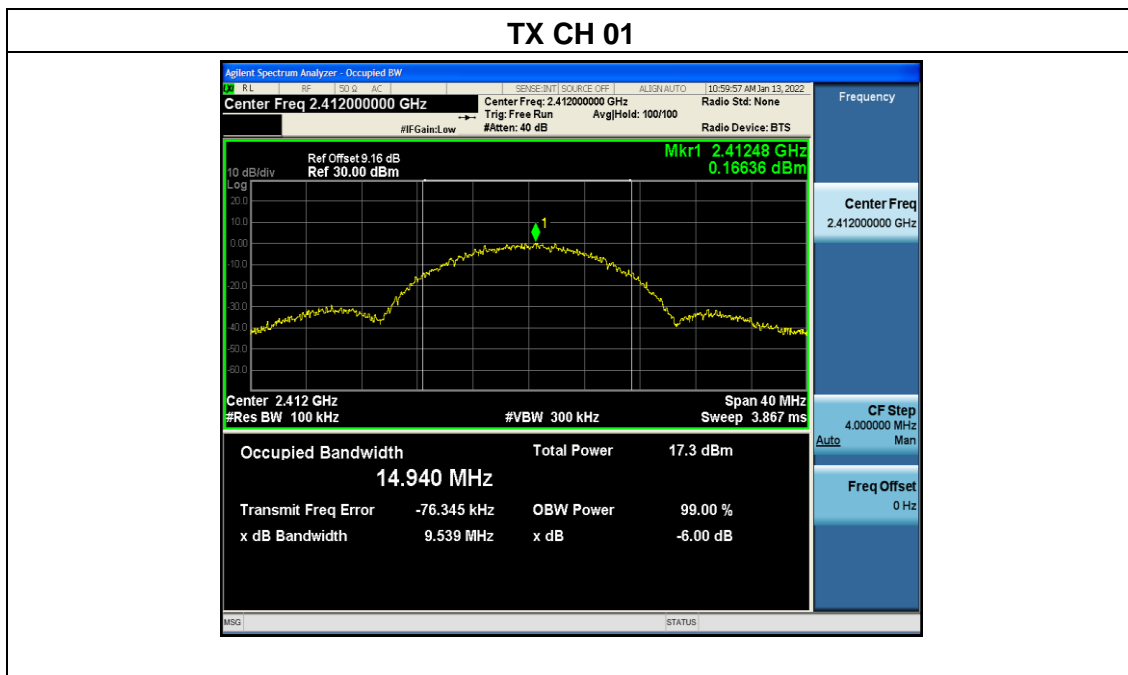 TX CH 01
Agilent Spectrum Analyzer - Occupied BW
RL RF 50 Ω AC SENSE:INT SOURCE OFF ALIGN AUTO 10:59:57 AM Jan 13, 2022
Center Freq 2.412000000 GHz
Center Freq: 2.412000000 GHz Radio Std: None
Trig: Free Run Avg|Hold: 100/100
#IFGain:Low #Atten: 40 dB Radio Device: BTS
Frequency
Mkr1 2.41248 GHz
0.16636 dBm
Ref Offset 9.16 dB
10 dB/div Ref 30.00 dBm
Log
20.0
10.0
0.00
-10.0
-20.0
-30.0
-40.0
-50.0
-60.0
1
Center Freq
2.412000000 GHz
Center 2.412 GHz Span 40 MHz
#Res BW 100 kHz #VBW 300 kHz Sweep 3.867 ms
CF Step
4.000000 MHz
Auto Man
Occupied Bandwidth Total Power 17.3 dBm
14.940 MHz
Transmit Freq Error -76.345 kHz OBW Power 99.00 %
x dB Bandwidth 9.539 MHz x dB -6.00 dB
Freq Offset
0 Hz
MSG STATUS